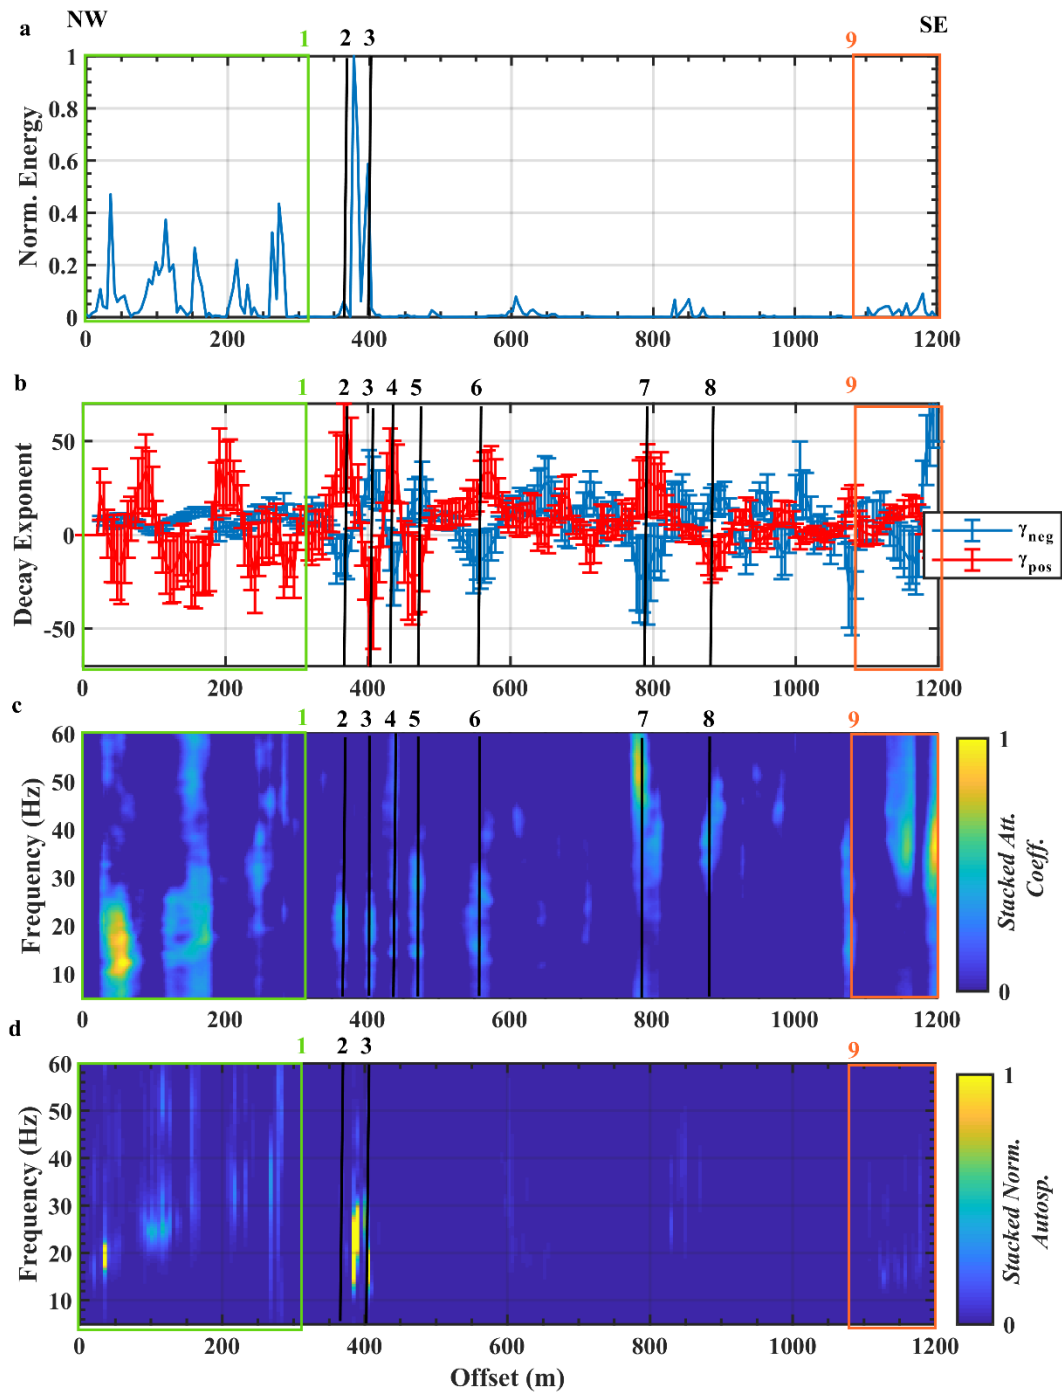 NW
SE
a
1 2 3 9
1
0.8
0.6
0.4
0.2
0
Norm. Energy
0 200 400 600 800 1000 1200
b
1 2 3 4 5 6 7 8 9
50
0
-50
Decay Exponent
γneg
γpos
0 200 400 600 800 1000 1200
c
1 2 3 4 5 6 7 8 9
60
50
40
30
20
10
Frequency (Hz)
1
0
Stacked Att.
Coeff.
0 200 400 600 800 1000 1200
d
1 2 3 9
60
50
40
30
20
10
Frequency (Hz)
1
0
Stacked Norm.
Autosp.
0 200 400 600 800 1000 1200
Offset (m)